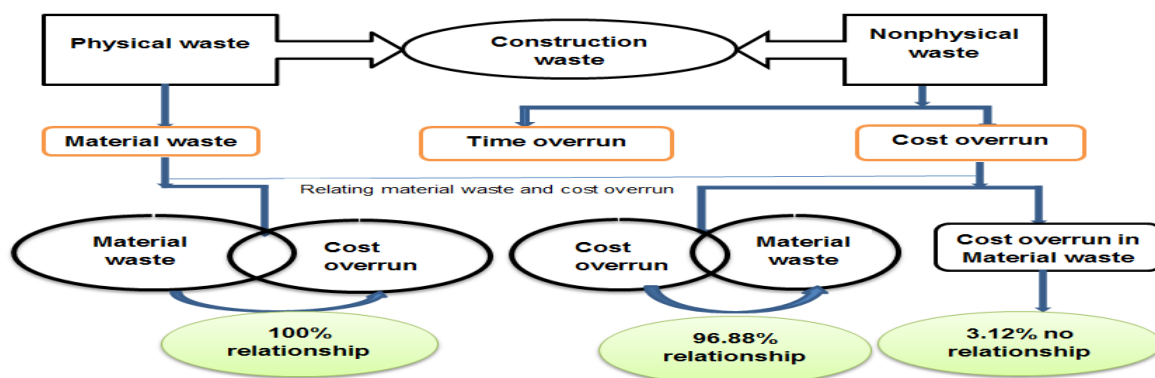 Physical waste
Construction
waste
Nonphysical
waste
Material waste
Time overrun
Cost overrun
Relating material waste and cost overrun
Material
waste
Cost
overrun
Cost
overrun
Material
waste
Cost overrun in
Material waste
100%
relationship
96.88%
relationship
3.12% no
relationship